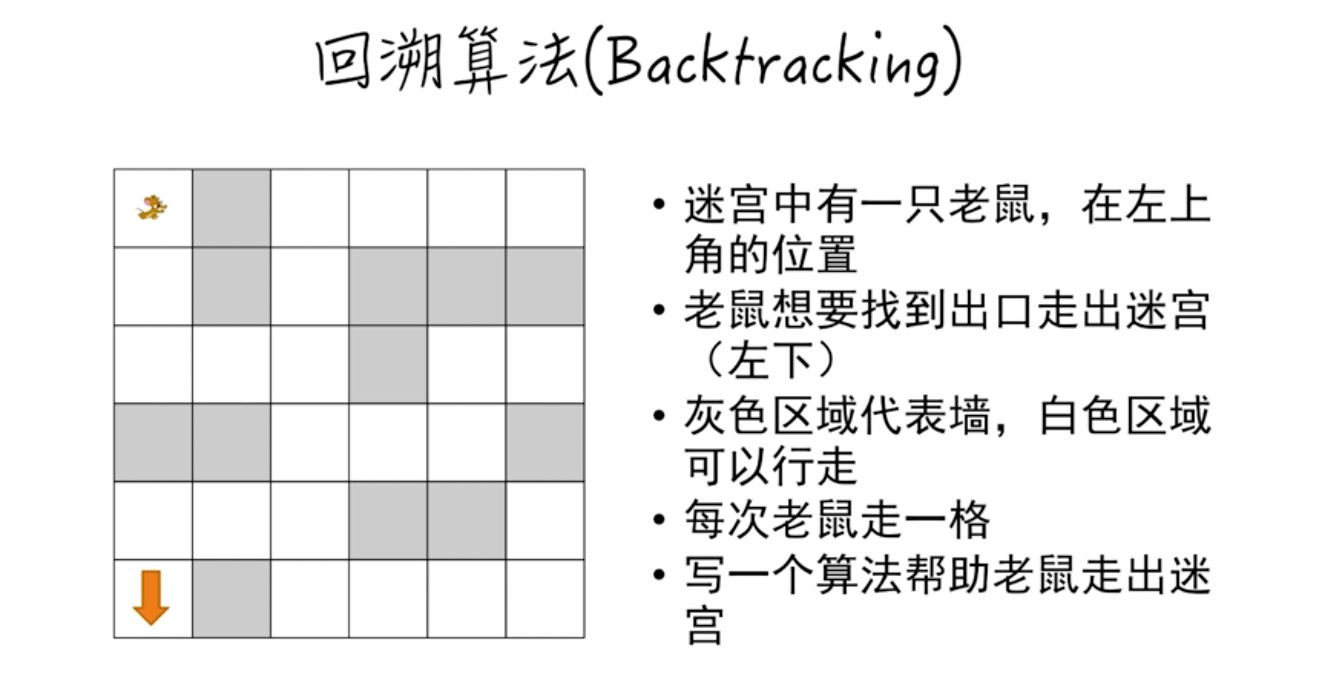 回溯算法(Backtracking)
• 迷宫中有一只老鼠，在左上
角的位置
• 老鼠想要找到出口走出迷宫
（左下）
• 灰色区域代表墙，白色区域
可以行走
• 每次老鼠走一格
• 写一个算法帮助老鼠走出迷
宫